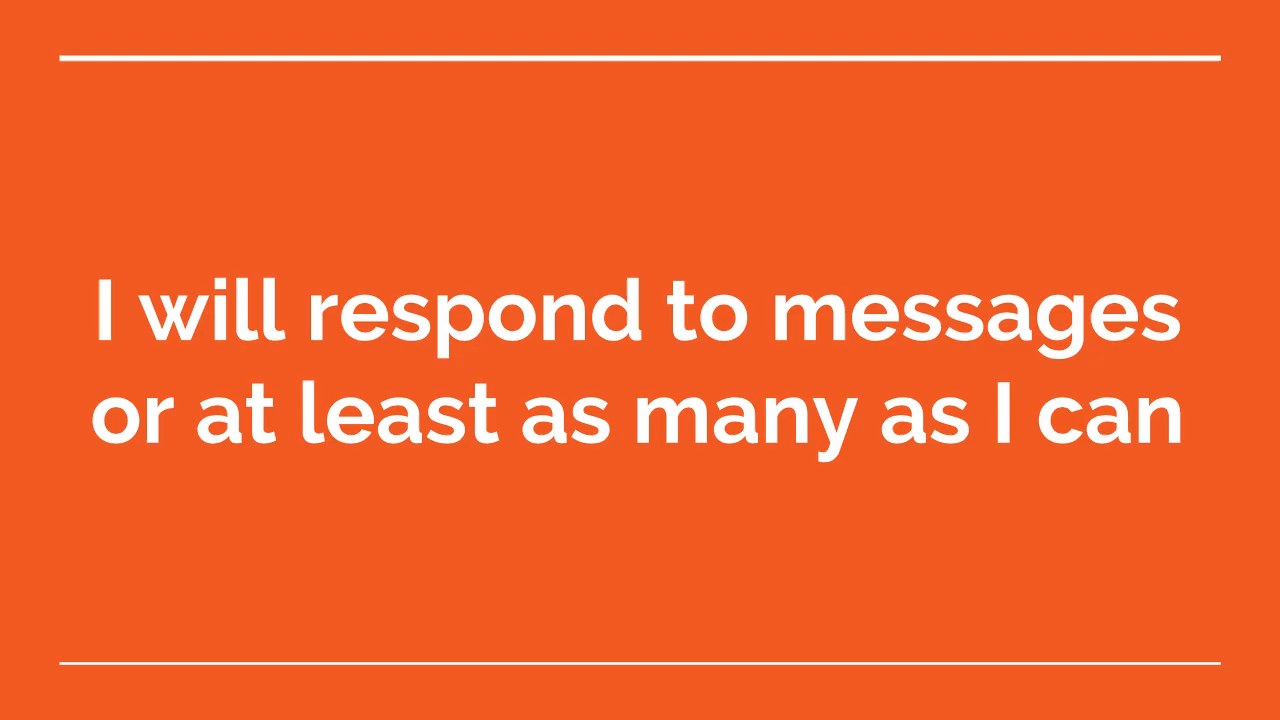 I will respond to messages
or at least as many as I can